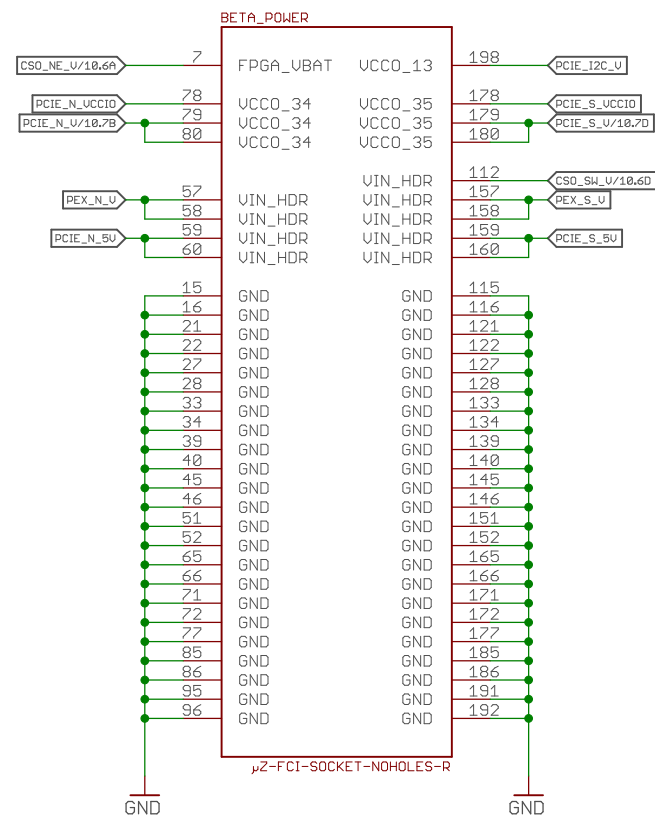 BETA_POWER
CSO_NE_V/10.6A 7 FPGA_VBAT VCCO_13 198 PCIE_I2C_V
PCIE_N_VCCIO 78 VCCO_34 VCCO_35 178 PCIE_S_VCCIO
PCIE_N_V/10.7B 79 VCCO_34 VCCO_35 179 PCIE_S_V/10.7D
80 VCCO_34 VCCO_35 180
VIN_HDR 112 CSO_SW_V/10.6D
PEX_N_V 57 VIN_HDR VIN_HDR 157 PEX_S_V
58 VIN_HDR VIN_HDR 158
PCIE_N_5V 59 VIN_HDR VIN_HDR 159 PCIE_S_5V
60 VIN_HDR VIN_HDR 160
15 GND GND 115
16 GND GND 116
21 GND GND 121
22 GND GND 122
27 GND GND 127
28 GND GND 128
33 GND GND 133
34 GND GND 134
39 GND GND 139
40 GND GND 140
45 GND GND 145
46 GND GND 146
51 GND GND 151
52 GND GND 152
65 GND GND 165
66 GND GND 166
71 GND GND 171
72 GND GND 172
77 GND GND 177
85 GND GND 185
86 GND GND 186
95 GND GND 191
96 GND GND 192
µZ-FCI-SOCKET-NOHOLES-R
GND GND